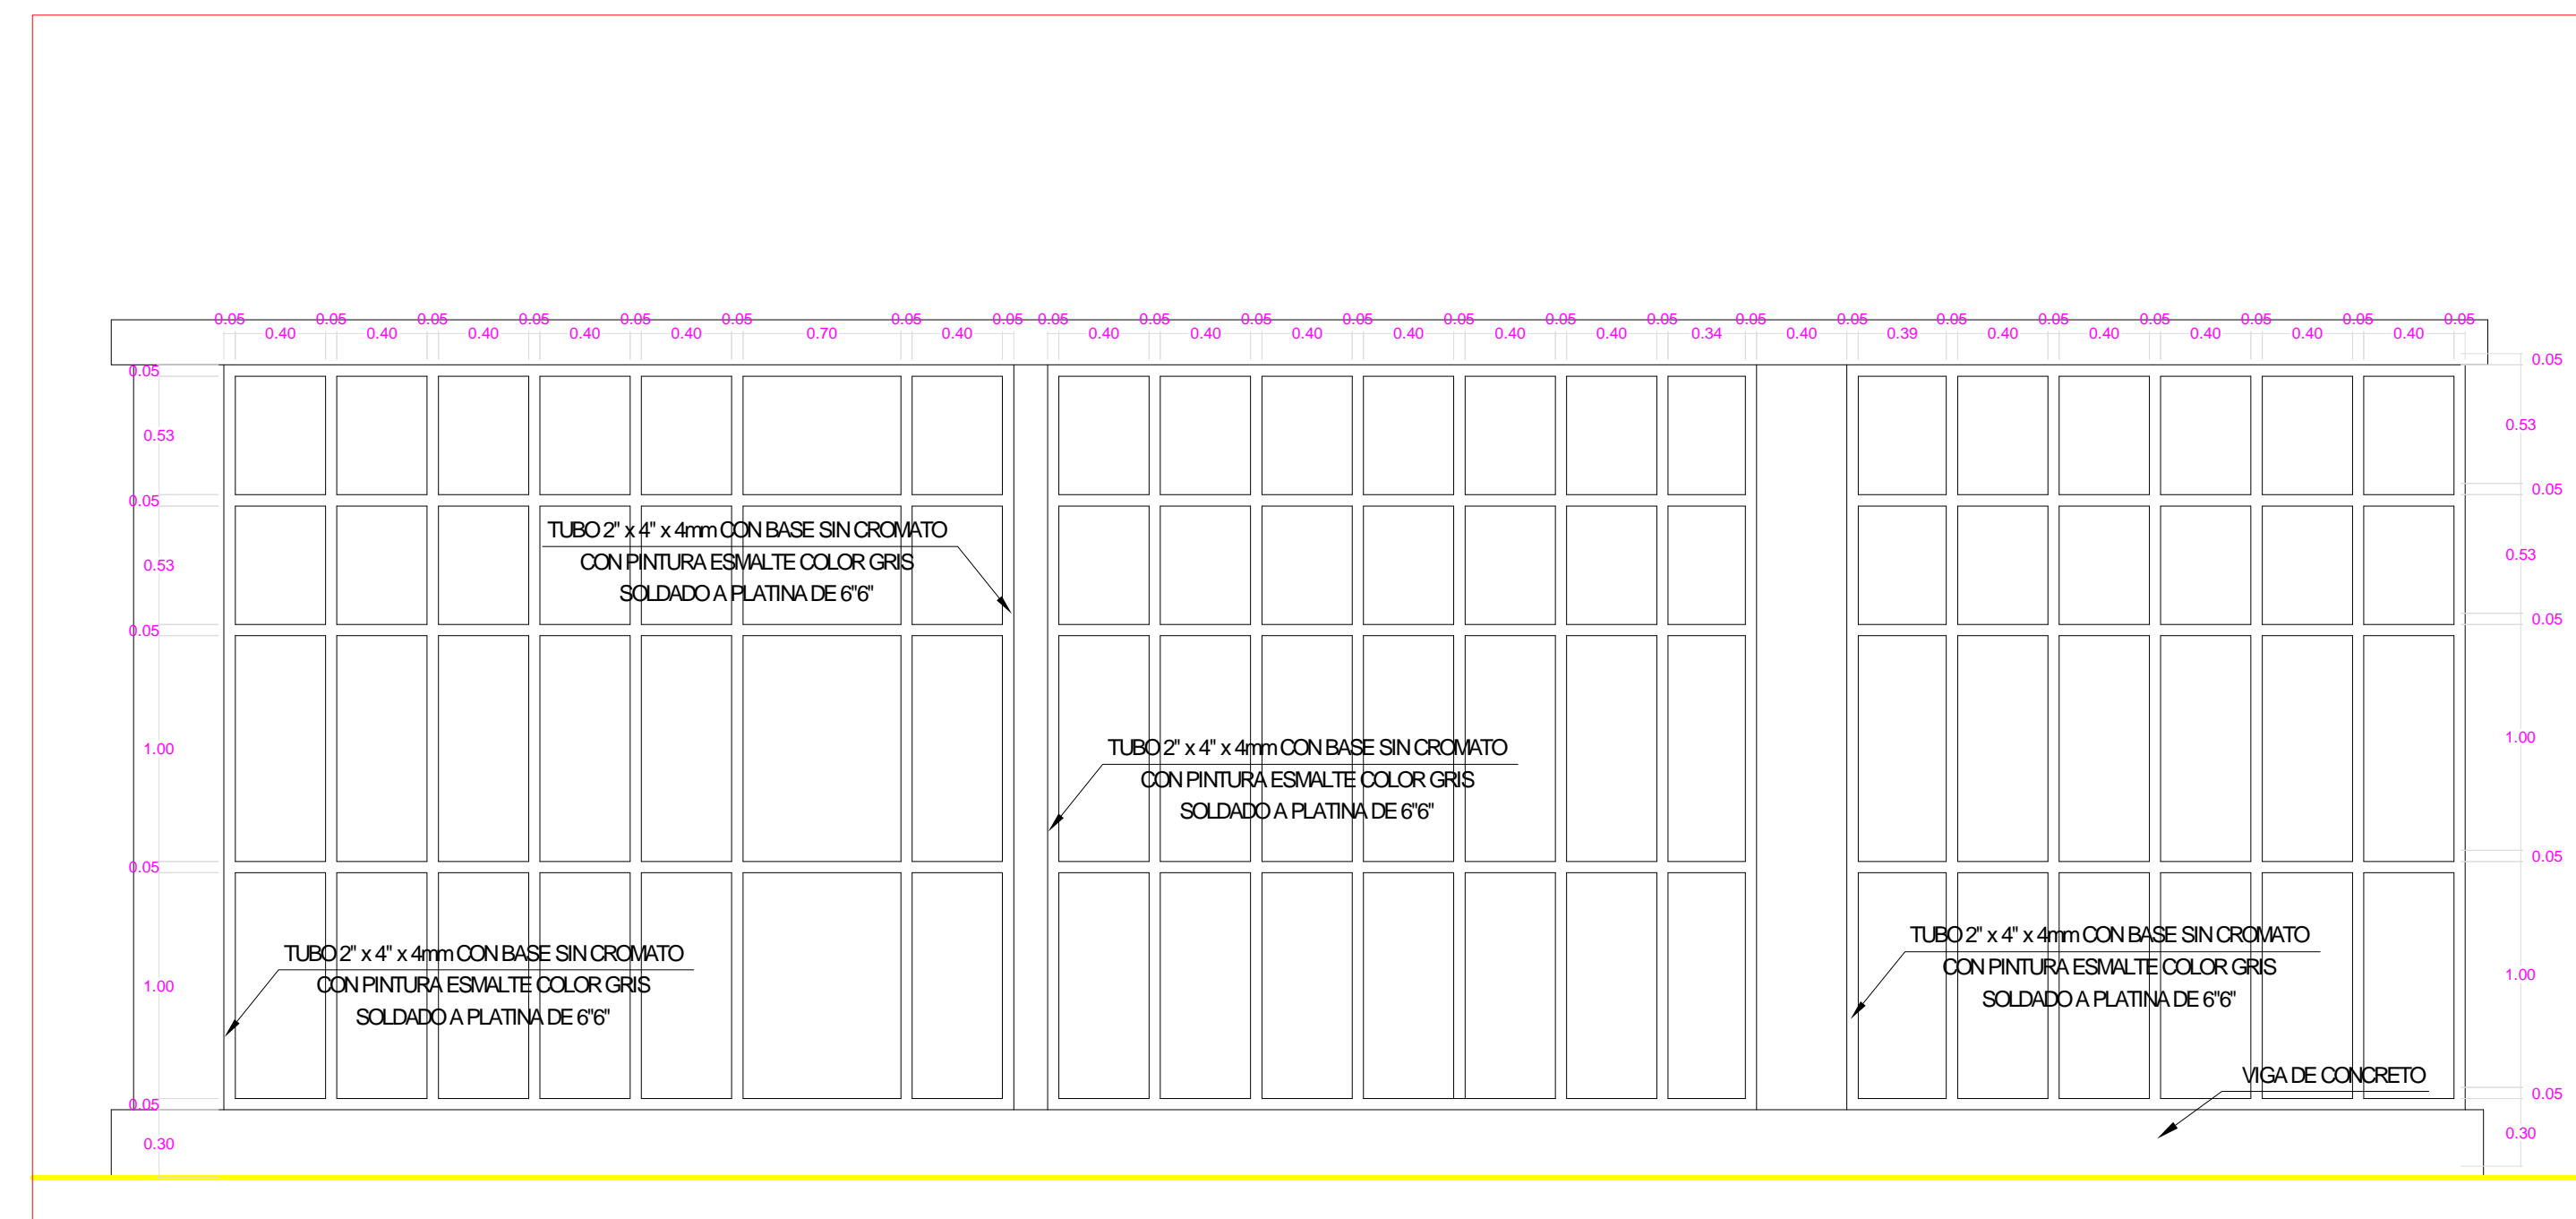 0.05 0.05 0.05 0.05 0.05 0.05 0.05 0.05 0.05 0.05 0.05 0.05 0.05 0.05 0.05 0.05 0.05 0.05 0.05 0.05 0.05 0.05 0.05
0.40 0.40 0.40 0.40 0.40 0.70 0.40 0.40 0.40 0.40 0.40 0.40 0.40 0.34 0.40 0.39 0.40 0.40 0.40 0.40 0.40
0.05
0.53
0.05
0.53
0.05
1.00
0.05
1.00
0.05
0.30
TUBO 2" x 4" x 4mm CON BASE SIN CROMATO
CON PINTURA ESMALTE COLOR GRIS
SOLDADO A PLATINA DE 6"6"
TUBO 2" x 4" x 4mm CON BASE SIN CROMATO
CON PINTURA ESMALTE COLOR GRIS
SOLDADO A PLATINA DE 6"6"
TUBO 2" x 4" x 4mm CON BASE SIN CROMATO
CON PINTURA ESMALTE COLOR GRIS
SOLDADO A PLATINA DE 6"6"
TUBO 2" x 4" x 4mm CON BASE SIN CROMATO
CON PINTURA ESMALTE COLOR GRIS
SOLDADO A PLATINA DE 6"6"
VIGA DE CONCRETO
0.05
0.53
0.05
0.53
0.05
1.00
0.05
1.00
0.05
0.30